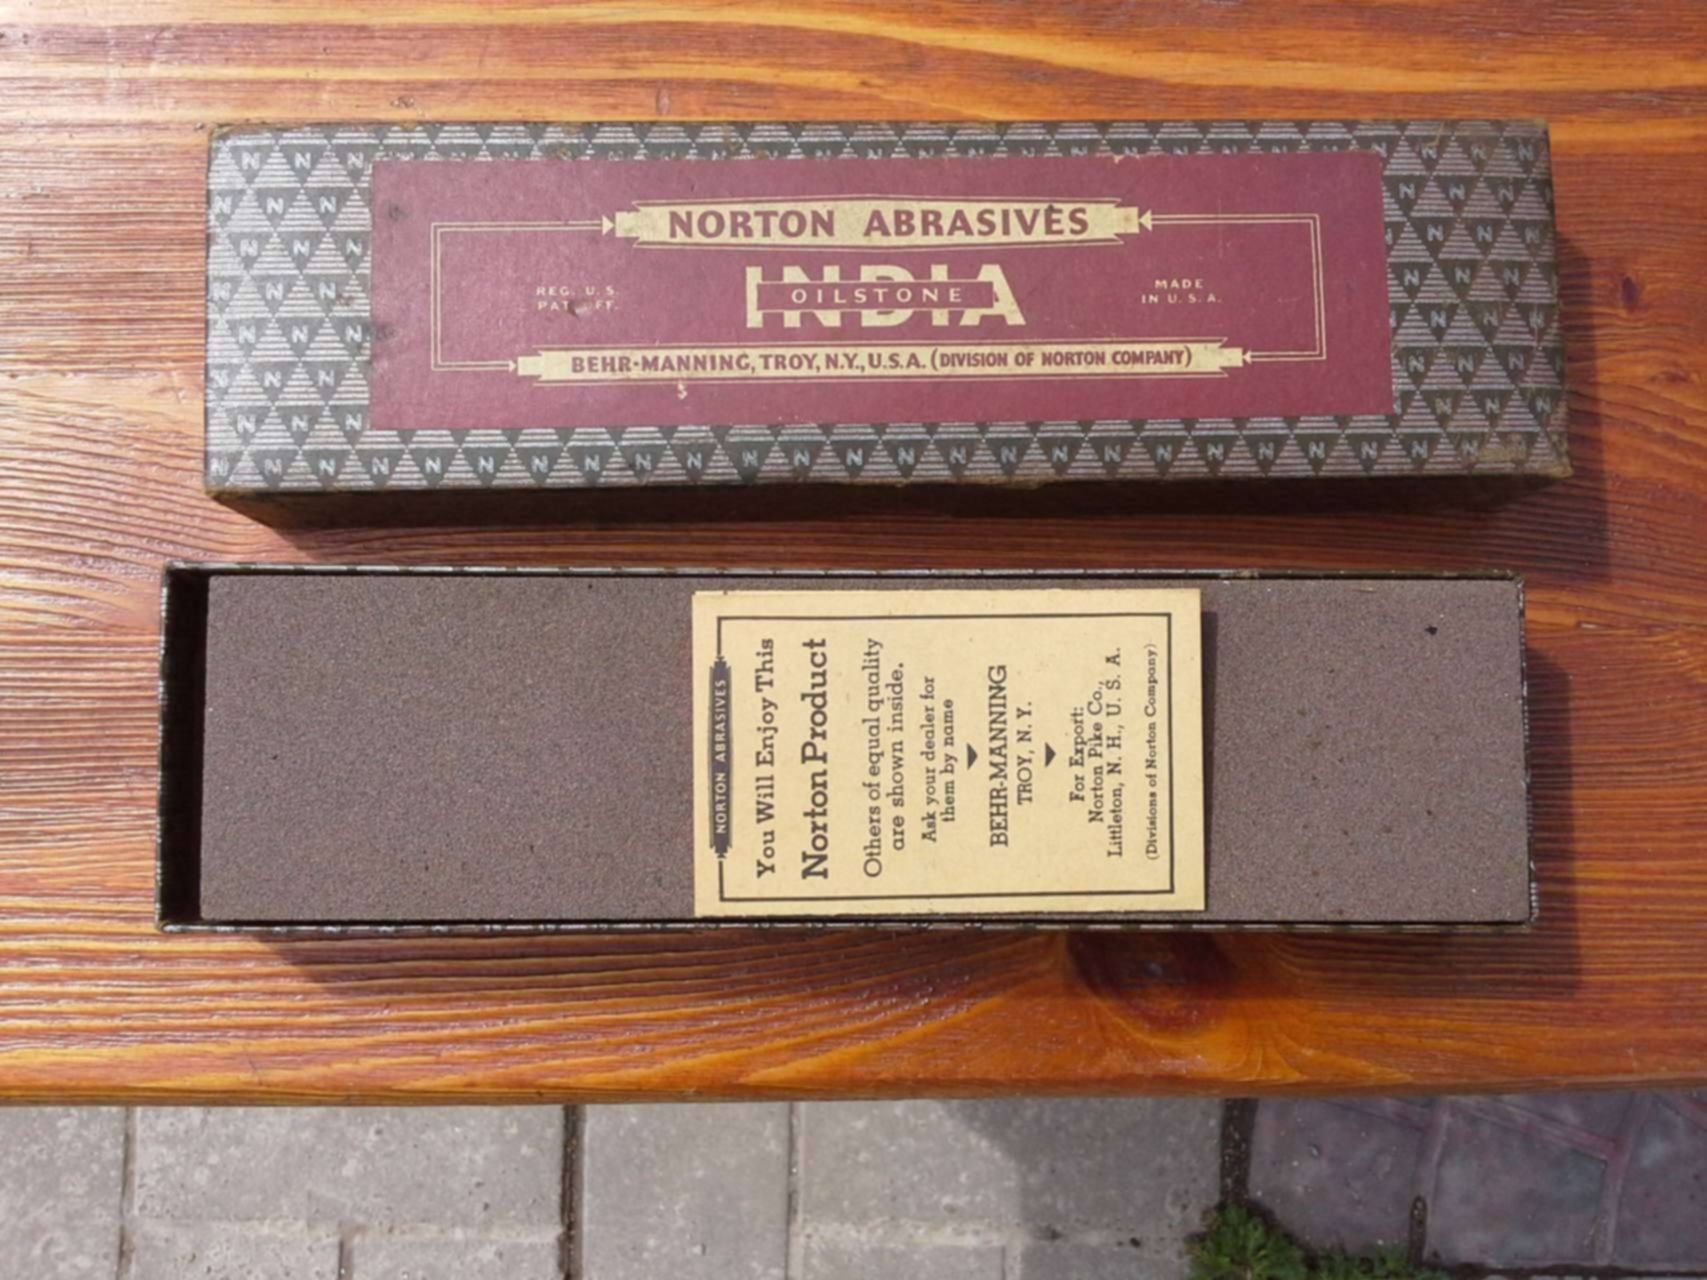 NORTON ABRASIVES
REG. U. S.
PAT. OFF.
INDIA
OILSTONE
MADE
IN U. S. A.
BEHR-MANNING, TROY, N.Y., U.S.A. (DIVISION OF NORTON COMPANY)
NORTON ABRASIVES
You Will Enjoy This
Norton Product
Others of equal quality
are shown inside.
Ask your dealer for
them by name
BEHR-MANNING
TROY, N. Y.
For Export:
Norton Pike Co.,
Littleton, N. H., U. S. A.
(Divisions of Norton Company)